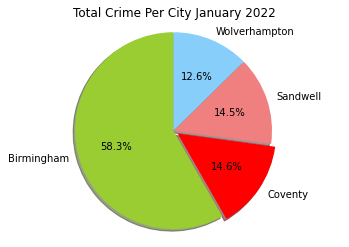 Total Crime Per City January 2022
Wolverhampton
12.6%
Sandwell
14.5%
58.3%
Birmingham
14.6%
Coventy